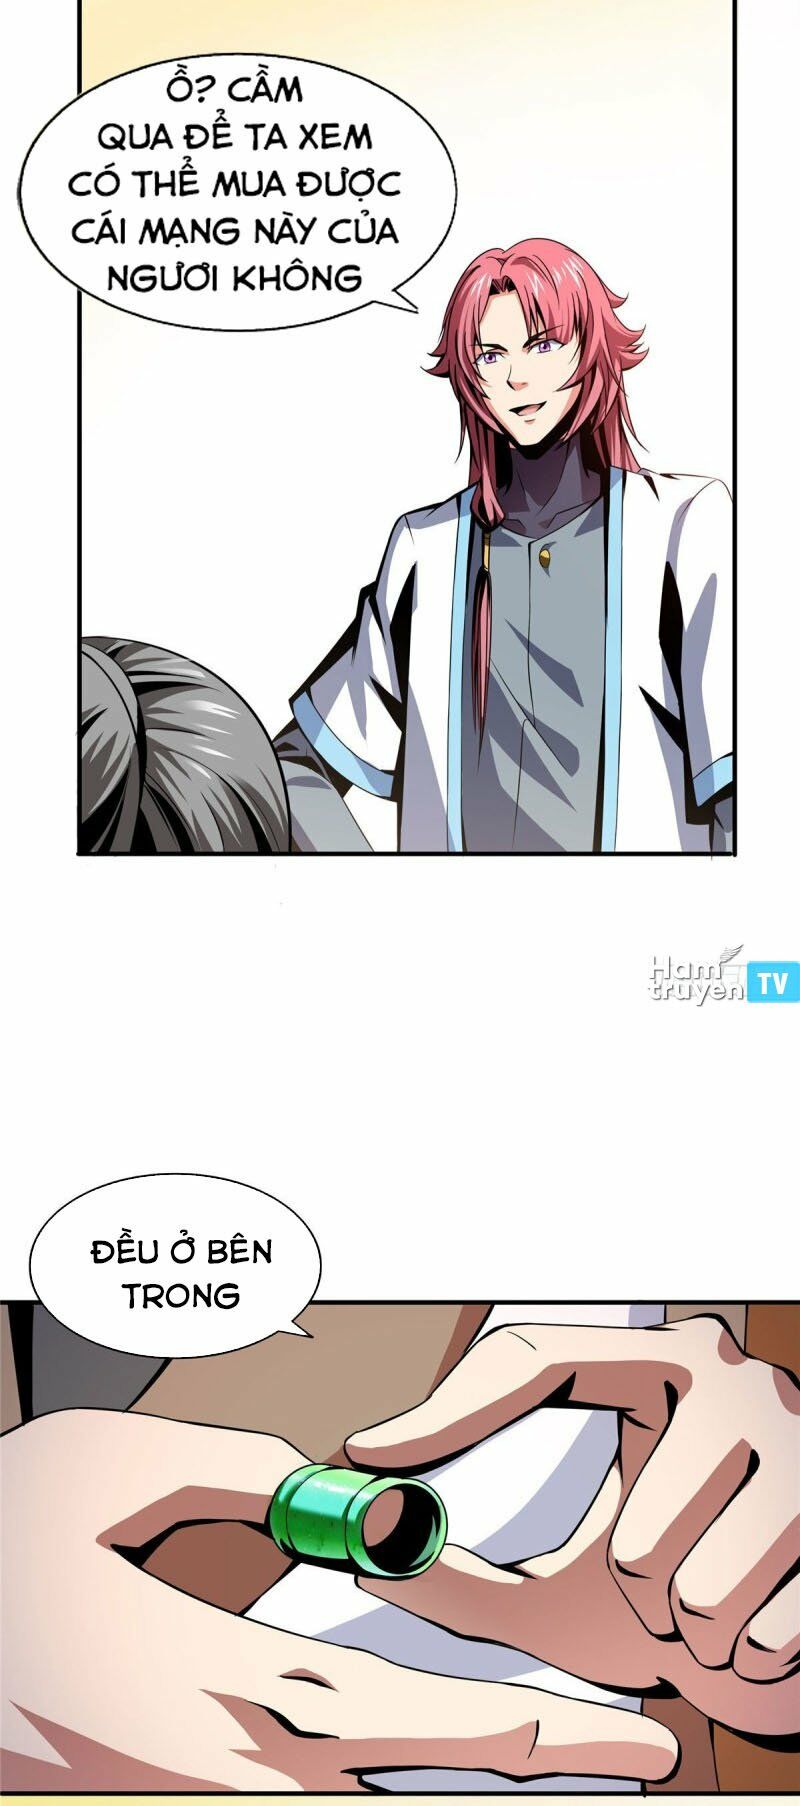 Ồ? CẦM
QUA ĐỂ TA XEM
CÓ THỂ MUA ĐƯỢC
CÁI MẠNG NÀY CỦA
NGƯƠI KHÔNG
Ham
truyen TV
ĐỀU Ở BÊN
TRONG